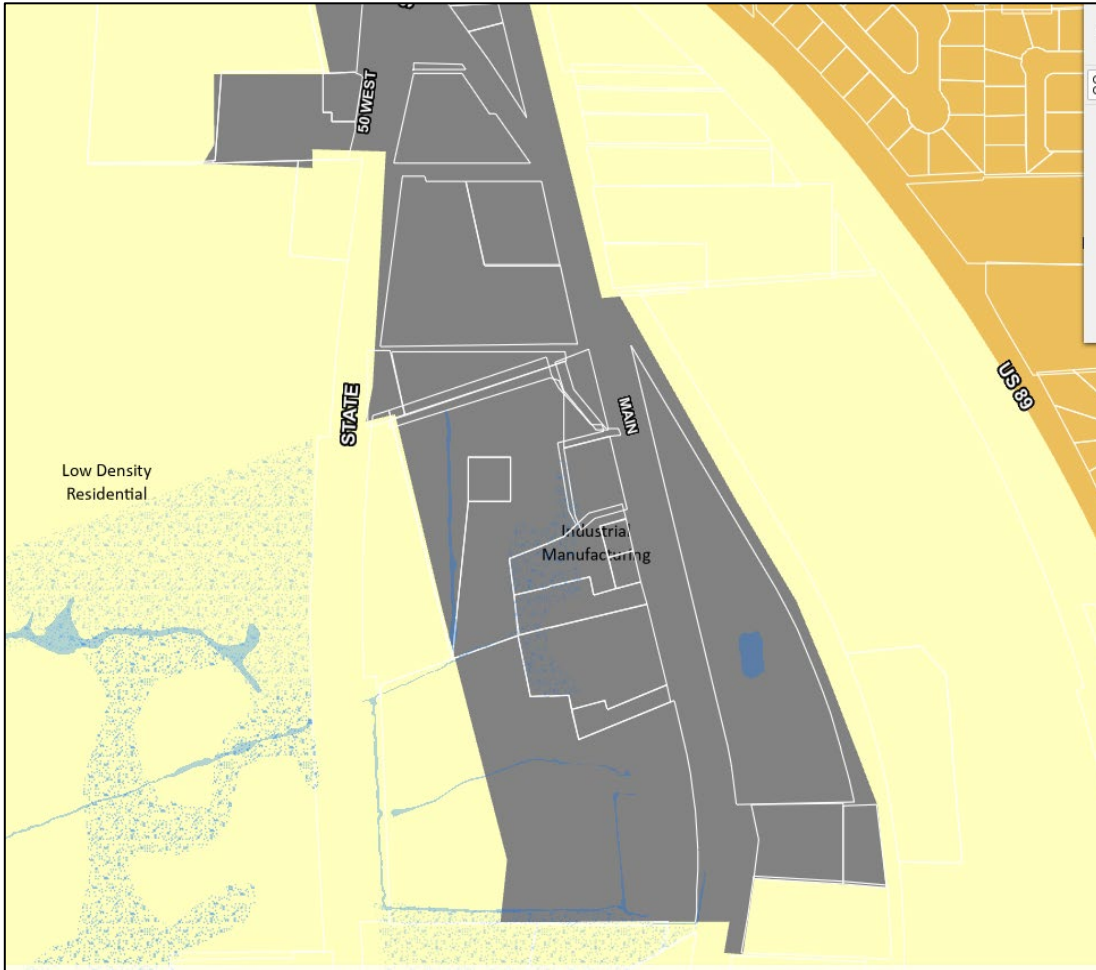 50 WEST
US 89
STATE
MAIN
Low Density
Residential
Industrial
Manufacturing